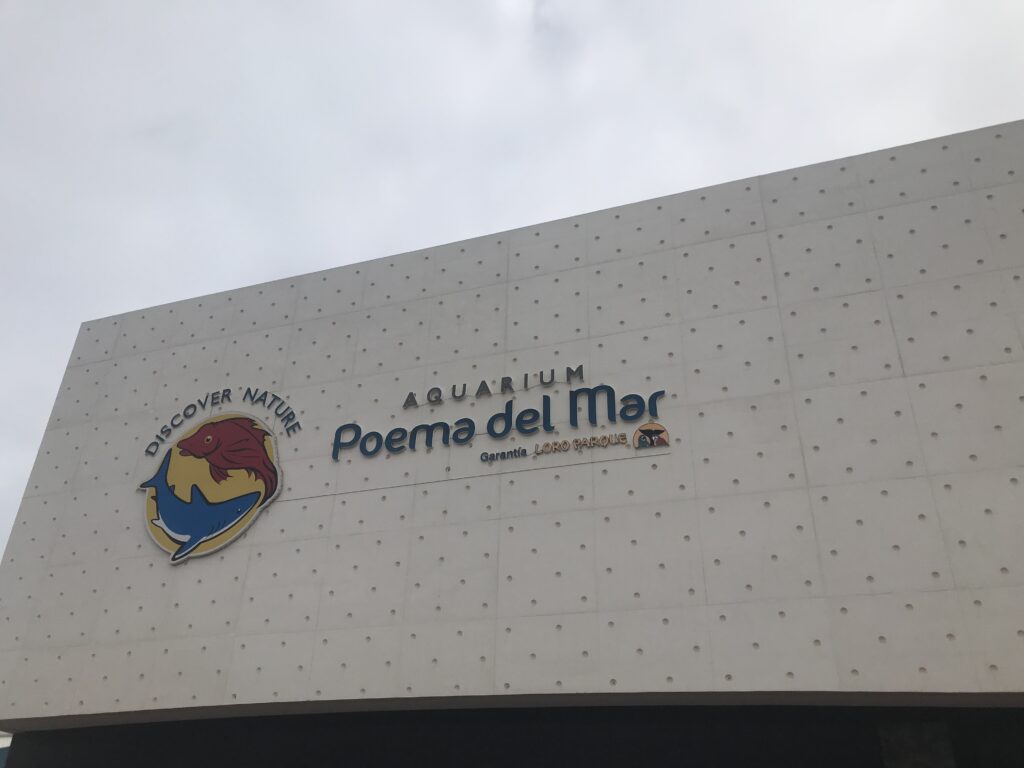 DISCOVER NATURE
AQUARIUM
Poema del Mar
Garantía LORO PARQUE